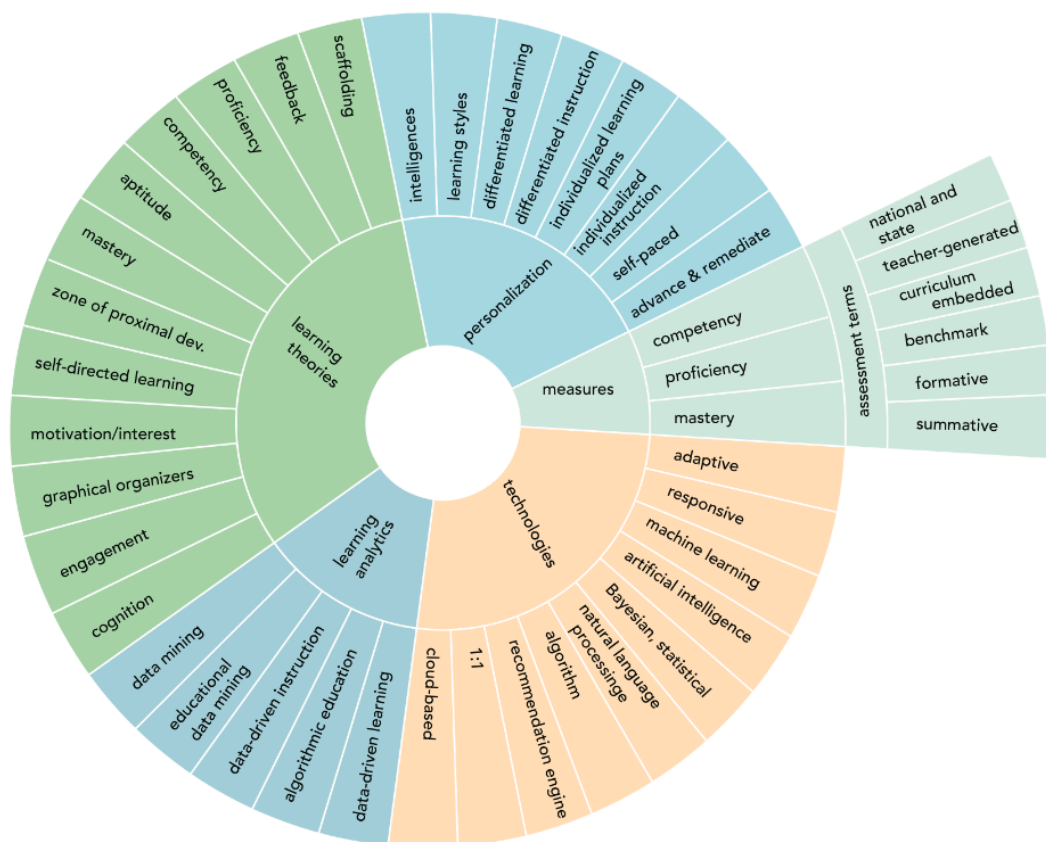 learning
theories
scaffolding
feedback
proficiency
competency
aptitude
mastery
zone of proximal dev.
self-directed learning
motivation/interest
graphical organizers
engagement
cognition
personalization
intelligences
learning styles
differentiated learning
differentiated instruction
individualized learning
plans
individualized
instruction
self-paced
advance & remediate
measures
competency
proficiency
mastery
assessment terms
national and
state
teacher-generated
curriculum
embedded
benchmark
formative
summative
technologies
adaptive
responsive
machine learning
artificial intelligence
Bayesian, statistical
natural language
processinge
algorithm
recommendation engine
1:1
cloud-based
learning
analytics
data-driven learning
algorithmic education
data-driven instruction
educational
data mining
data mining